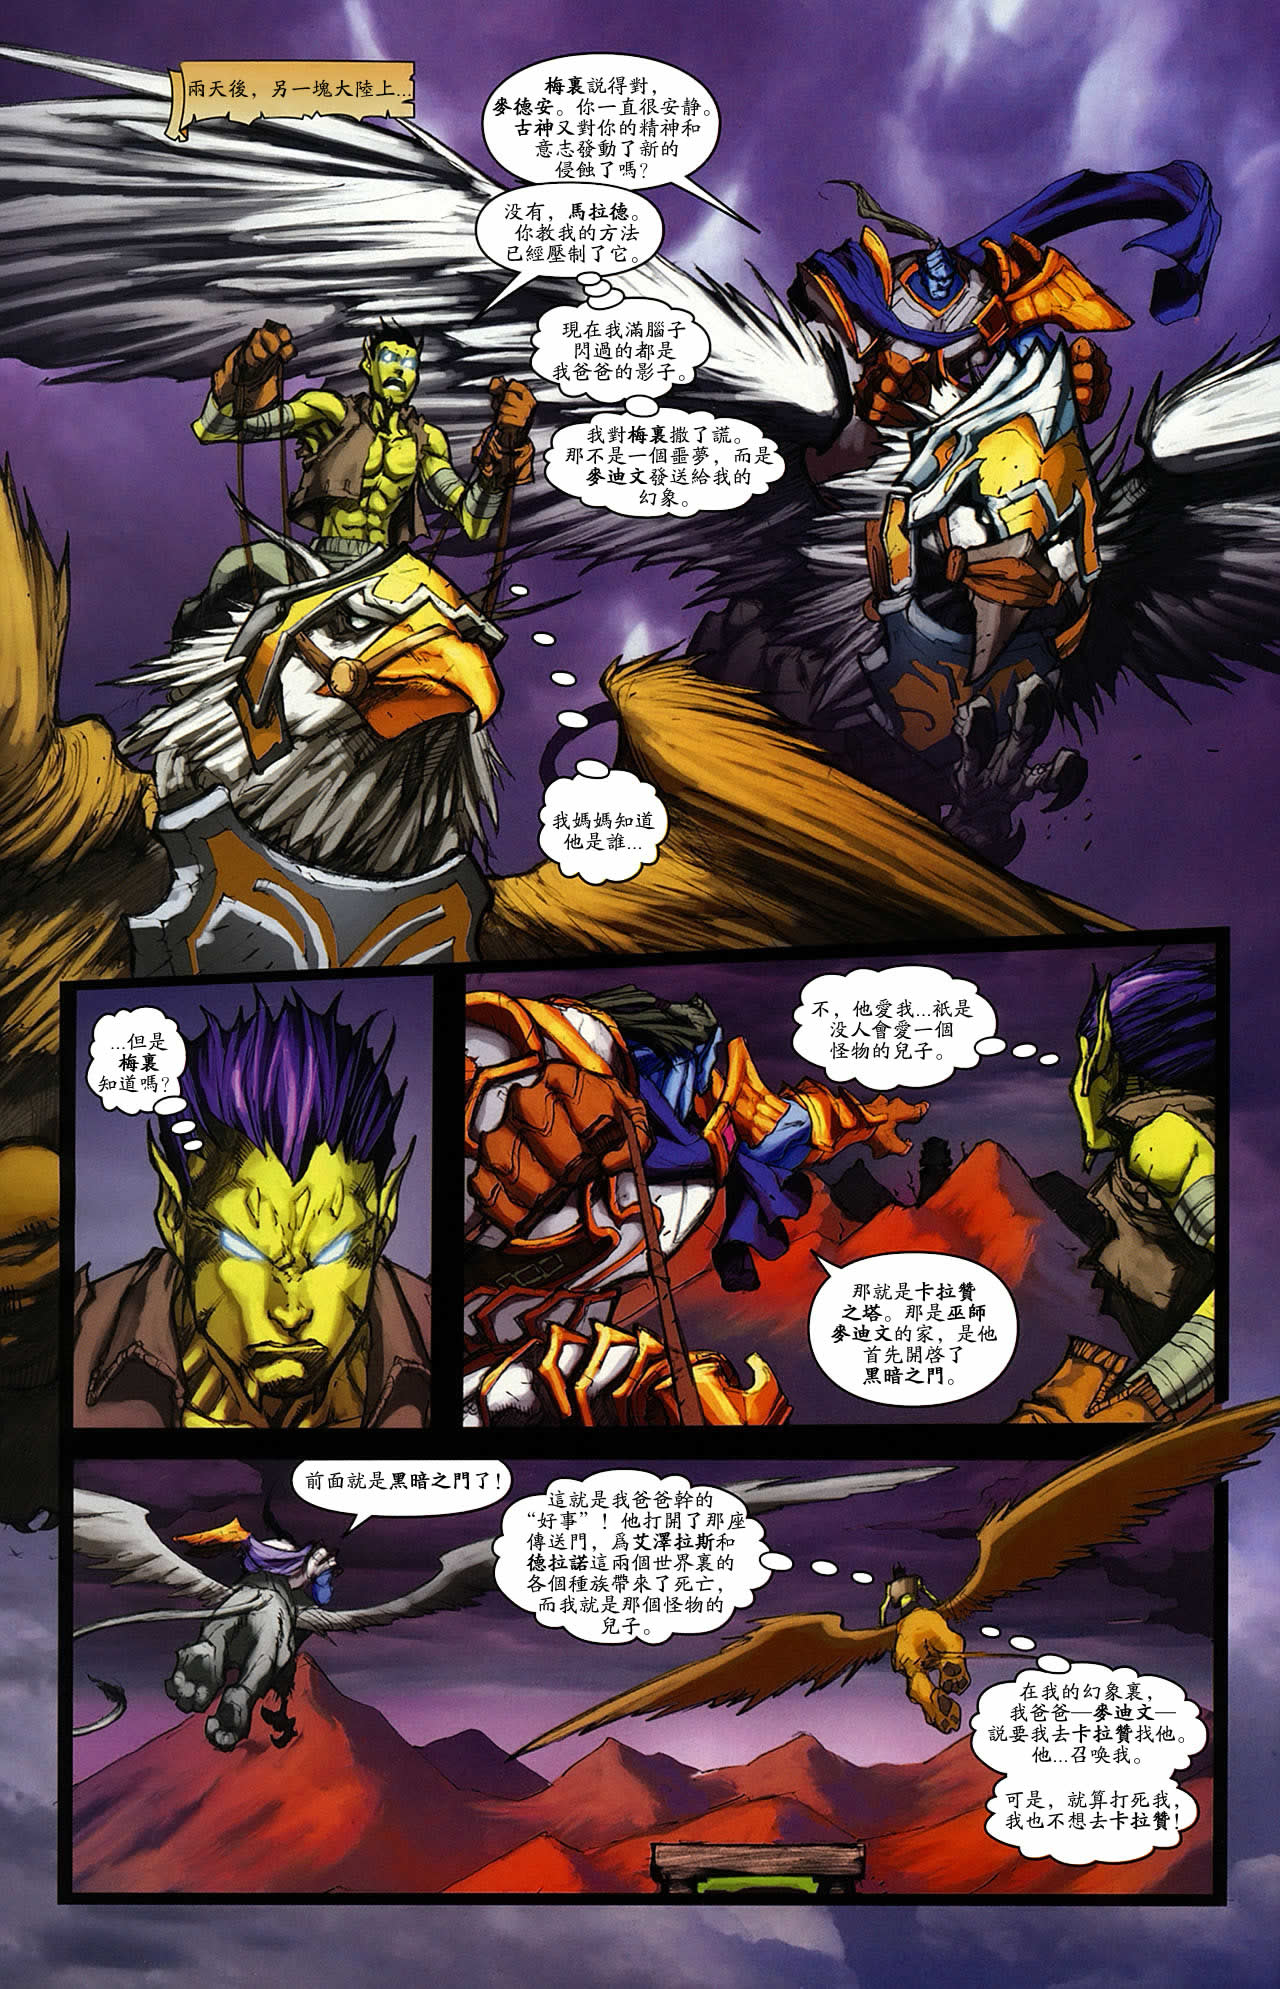 兩天後，另一塊大陸上...
梅裏説得對，
麥德安。你一直很安静。
古神又對你的精神和
意志發動了新的
侵蝕了嗎？
没有，馬拉德。
你教我的方法
已經壓制了它。
現在我滿腦子
閃過的都是
我爸爸的影子。
我對梅裏撒了謊。
那不是一個噩夢，而是
麥迪文發送給我的
幻象。
我媽媽知道
他是誰...
...但是
梅裏
知道嗎？
不，他愛我...衹是
没人會愛一個
怪物的兒子。
那就是卡拉贊
之塔。那是巫師
麥迪文的家，是他
首先開啓了
黑暗之門。
前面就是黑暗之門了！
這就是我爸爸幹的
“好事”！他打開了那座
傳送門，爲艾澤拉斯和
德拉諾這兩個世界裏的
各個種族帶來了死亡，
而我就是那個怪物的
兒子。
在我的幻象裏，
我爸爸—麥迪文—
説要我去卡拉贊找他。
他...召唤我。
可是，就算打死我，
我也不想去卡拉贊！